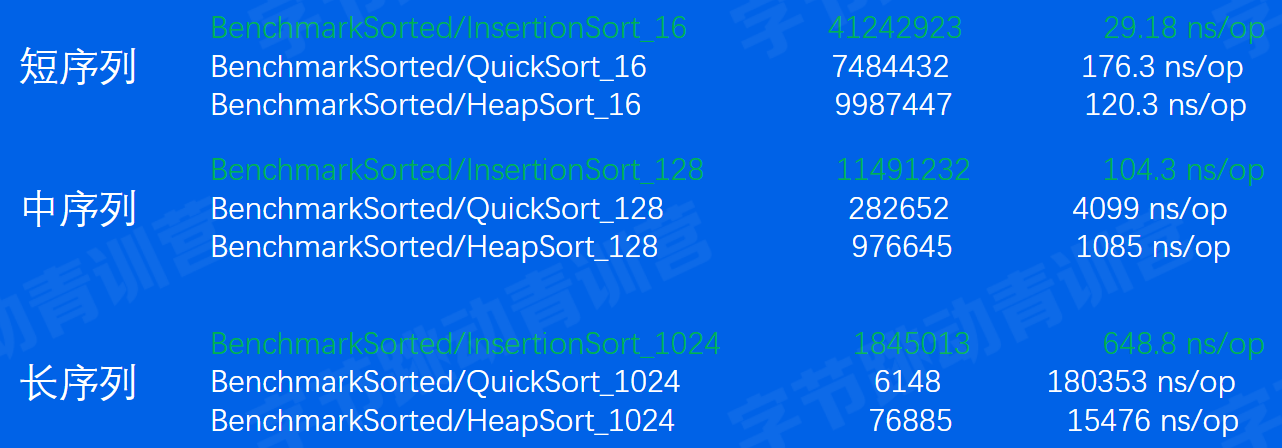 短序列
BenchmarkSorted/InsertionSort_16 41242923 29.18 ns/op
BenchmarkSorted/QuickSort_16 7484432 176.3 ns/op
BenchmarkSorted/HeapSort_16 9987447 120.3 ns/op
中序列
BenchmarkSorted/InsertionSort_128 11491232 104.3 ns/op
BenchmarkSorted/QuickSort_128 282652 4099 ns/op
BenchmarkSorted/HeapSort_128 976645 1085 ns/op
长序列
BenchmarkSorted/InsertionSort_1024 1845013 648.8 ns/op
BenchmarkSorted/QuickSort_1024 6148 180353 ns/op
BenchmarkSorted/HeapSort_1024 76885 15476 ns/op
字节跳动青训营